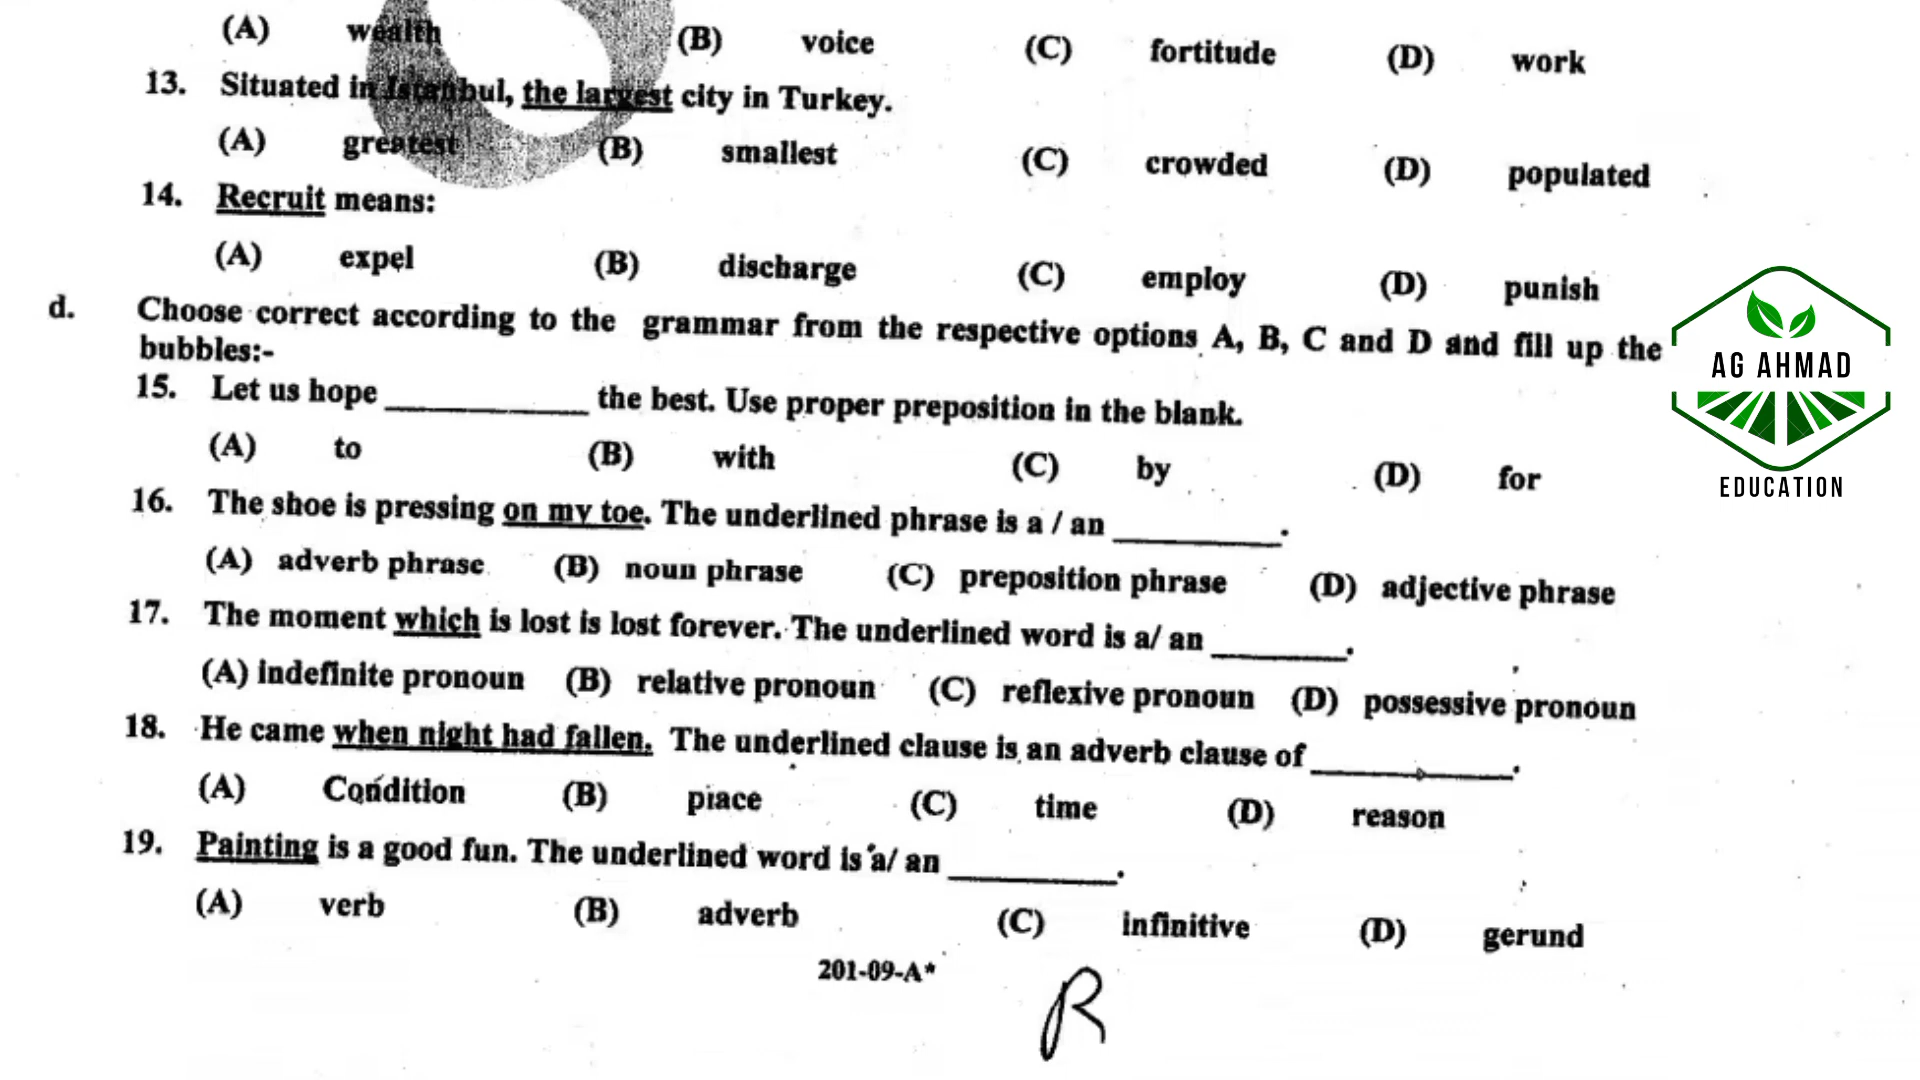 (A) wealth (B) voice (C) fortitude (D) work
13. Situated in Istanbul, the largest city in Turkey.
(A) greatest (B) smallest (C) crowded (D) populated
14. Recruit means:
(A) expel (B) discharge (C) employ (D) punish
d. Choose correct according to the grammar from the respective options A, B, C and D and fill up the
bubbles:-
15. Let us hope __________ the best. Use proper preposition in the blank.
(A) to (B) with (C) by (D) for
16. The shoe is pressing on my toe. The underlined phrase is a / an __________.
(A) adverb phrase (B) noun phrase (C) preposition phrase (D) adjective phrase
17. The moment which is lost is lost forever. The underlined word is a/ an __________.
(A) indefinite pronoun (B) relative pronoun (C) reflexive pronoun (D) possessive pronoun
18. He came when night had fallen. The underlined clause is an adverb clause of __________.
(A) Condition (B) place (C) time (D) reason
19. Painting is a good fun. The underlined word is a/ an __________.
(A) verb (B) adverb (C) infinitive (D) gerund
201-09-A*
R
AG AHMAD
EDUCATION